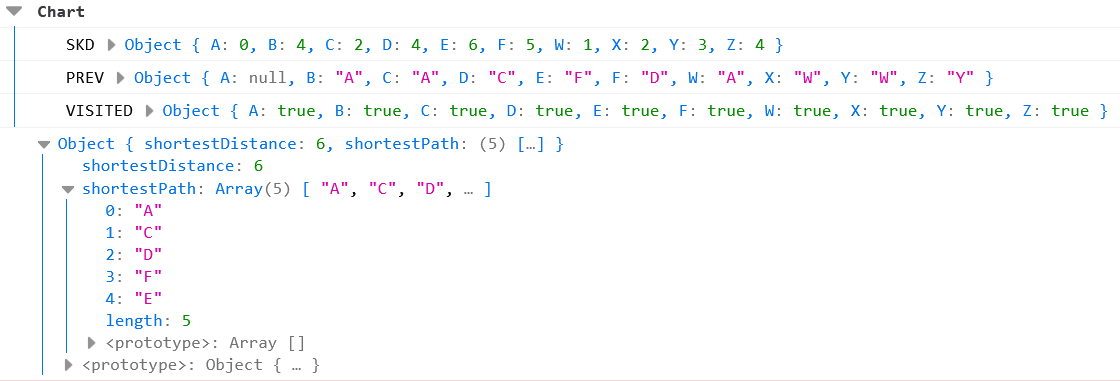 Chart
SKD Object { A: 0, B: 4, C: 2, D: 4, E: 6, F: 5, W: 1, X: 2, Y: 3, Z: 4 }
PREV Object { A: null, B: "A", C: "A", D: "C", E: "F", F: "D", W: "A", X: "W", Y: "W", Z: "Y" }
VISITED Object { A: true, B: true, C: true, D: true, E: true, F: true, W: true, X: true, Y: true, Z: true }
Object { shortestDistance: 6, shortestPath: (5) […] }
shortestDistance: 6
shortestPath: Array(5) [ "A", "C", "D", … ]
0: "A"
1: "C"
2: "D"
3: "F"
4: "E"
length: 5
<prototype>: Array []
<prototype>: Object { … }